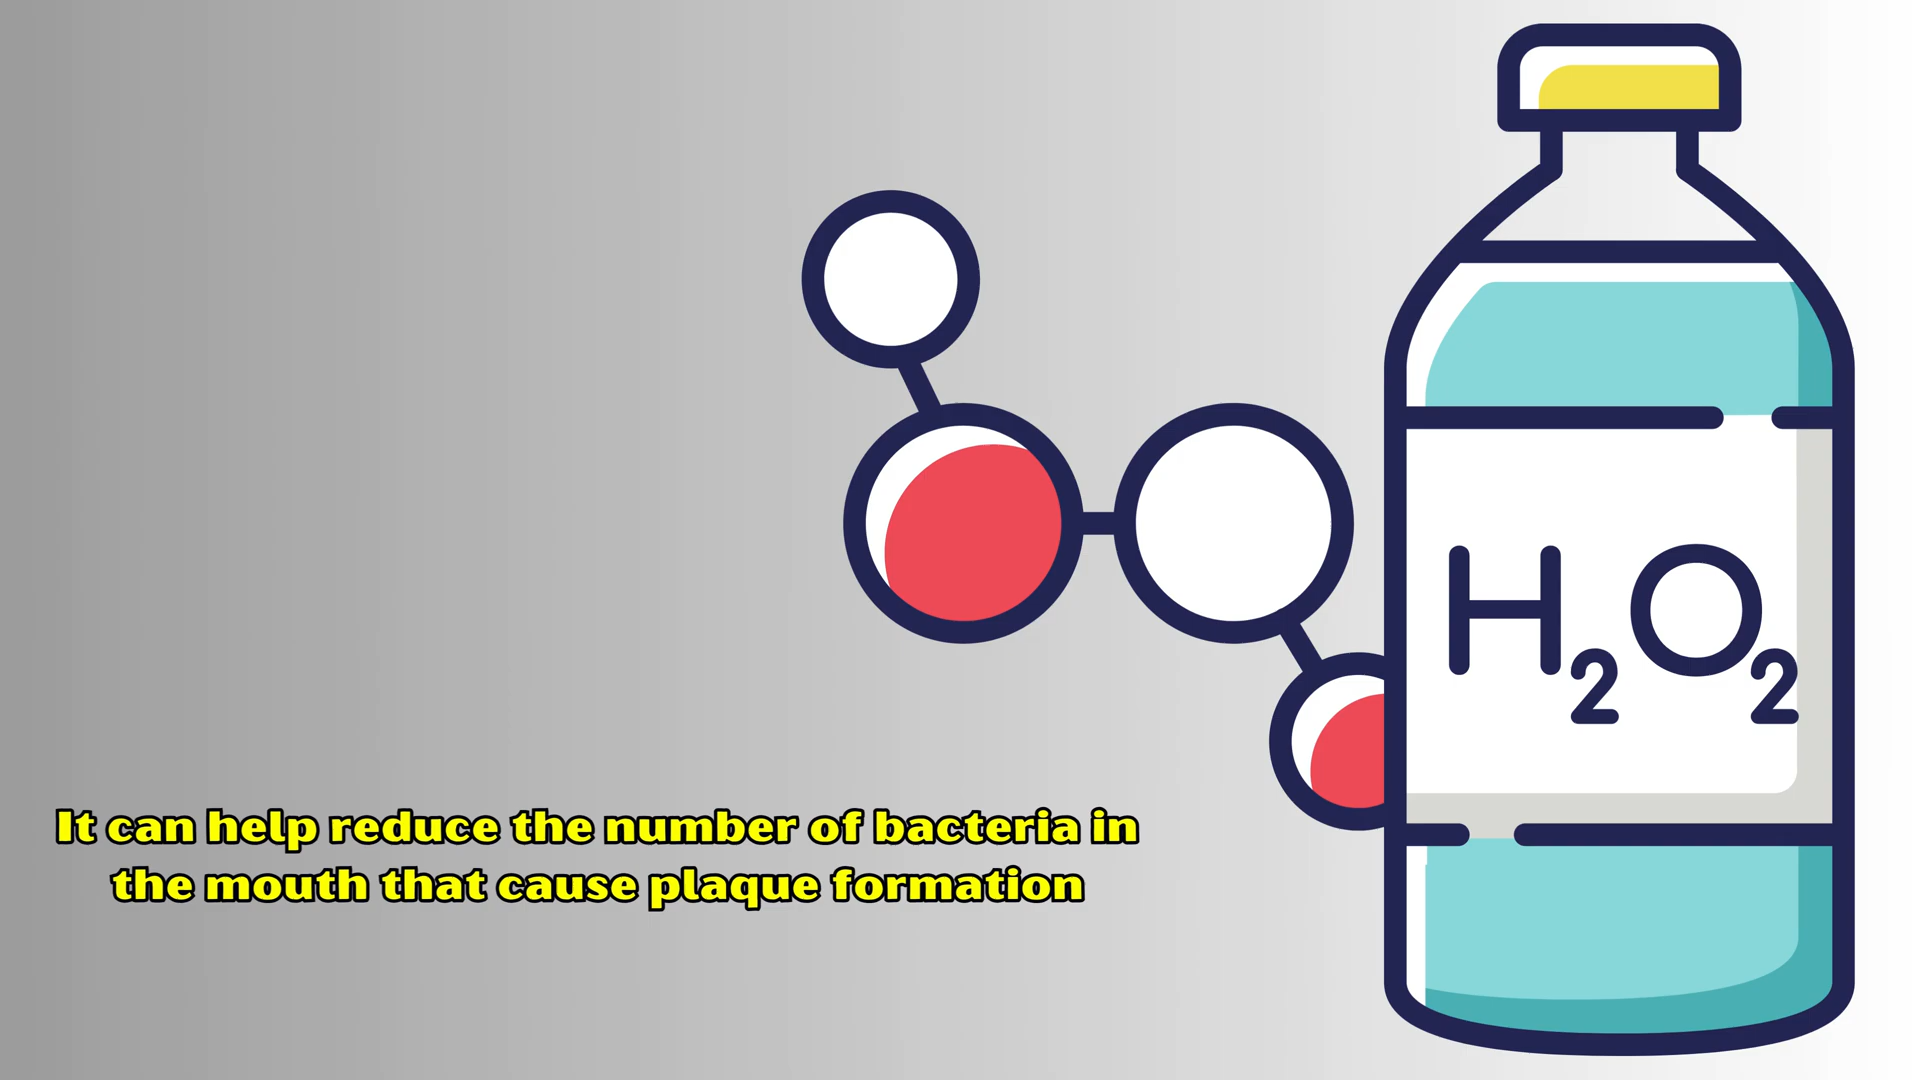 H₂O₂
It can help reduce the number of bacteria in
the mouth that cause plaque formation